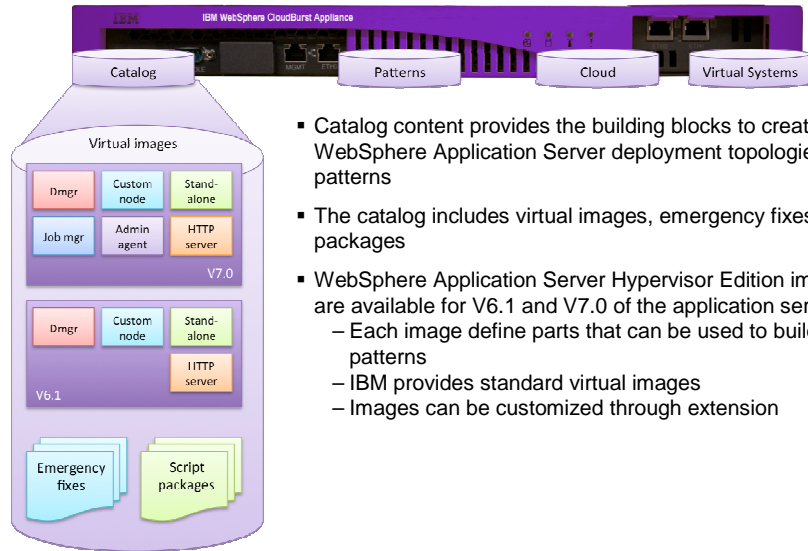 IBM
IBM WebSphere CloudBurst Appliance
MGMT
Catalog
Patterns
Cloud
Virtual Systems
Virtual images
Dmgr
Custom
node
Stand-
alone
Job mgr
Admin
agent
HTTP
server
V7.0
Dmgr
Custom
node
Stand-
alone
HTTP
server
V6.1
Emergency
fixes
Script
packages
▪ Catalog content provides the building blocks to creat
WebSphere Application Server deployment topologie
patterns
▪ The catalog includes virtual images, emergency fixes
packages
▪ WebSphere Application Server Hypervisor Edition im
are available for V6.1 and V7.0 of the application ser
– Each image define parts that can be used to build
patterns
– IBM provides standard virtual images
– Images can be customized through extension